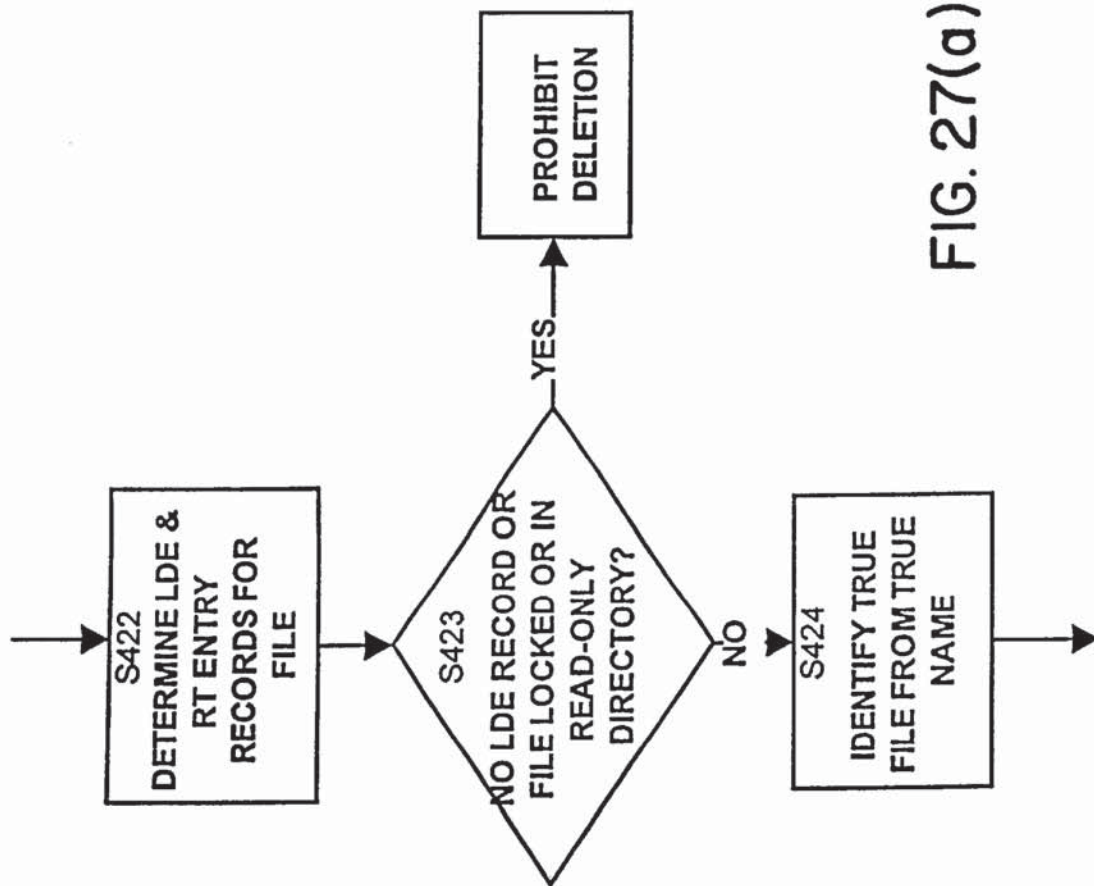 S422
DETERMINE LDE &
RT ENTRY
RECORDS FOR
FILE
S423
NO LDE RECORD OR
FILE LOCKED OR IN
READ-ONLY
DIRECTORY?
YES
PROHIBIT
DELETION
NO
S424
IDENTIFY TRUE
FILE FROM TRUE
NAME
FIG. 27(a)